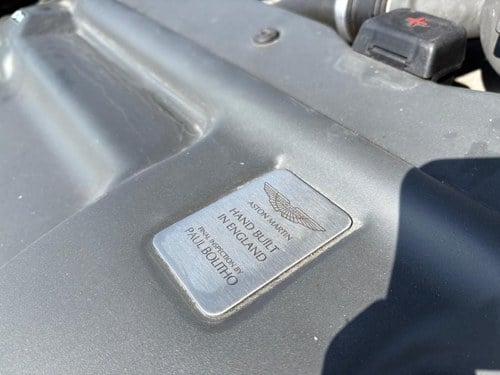 ASTON MARTIN
HAND BUILT
IN ENGLAND
FINAL INSPECTION BY
PAUL BOLITHO